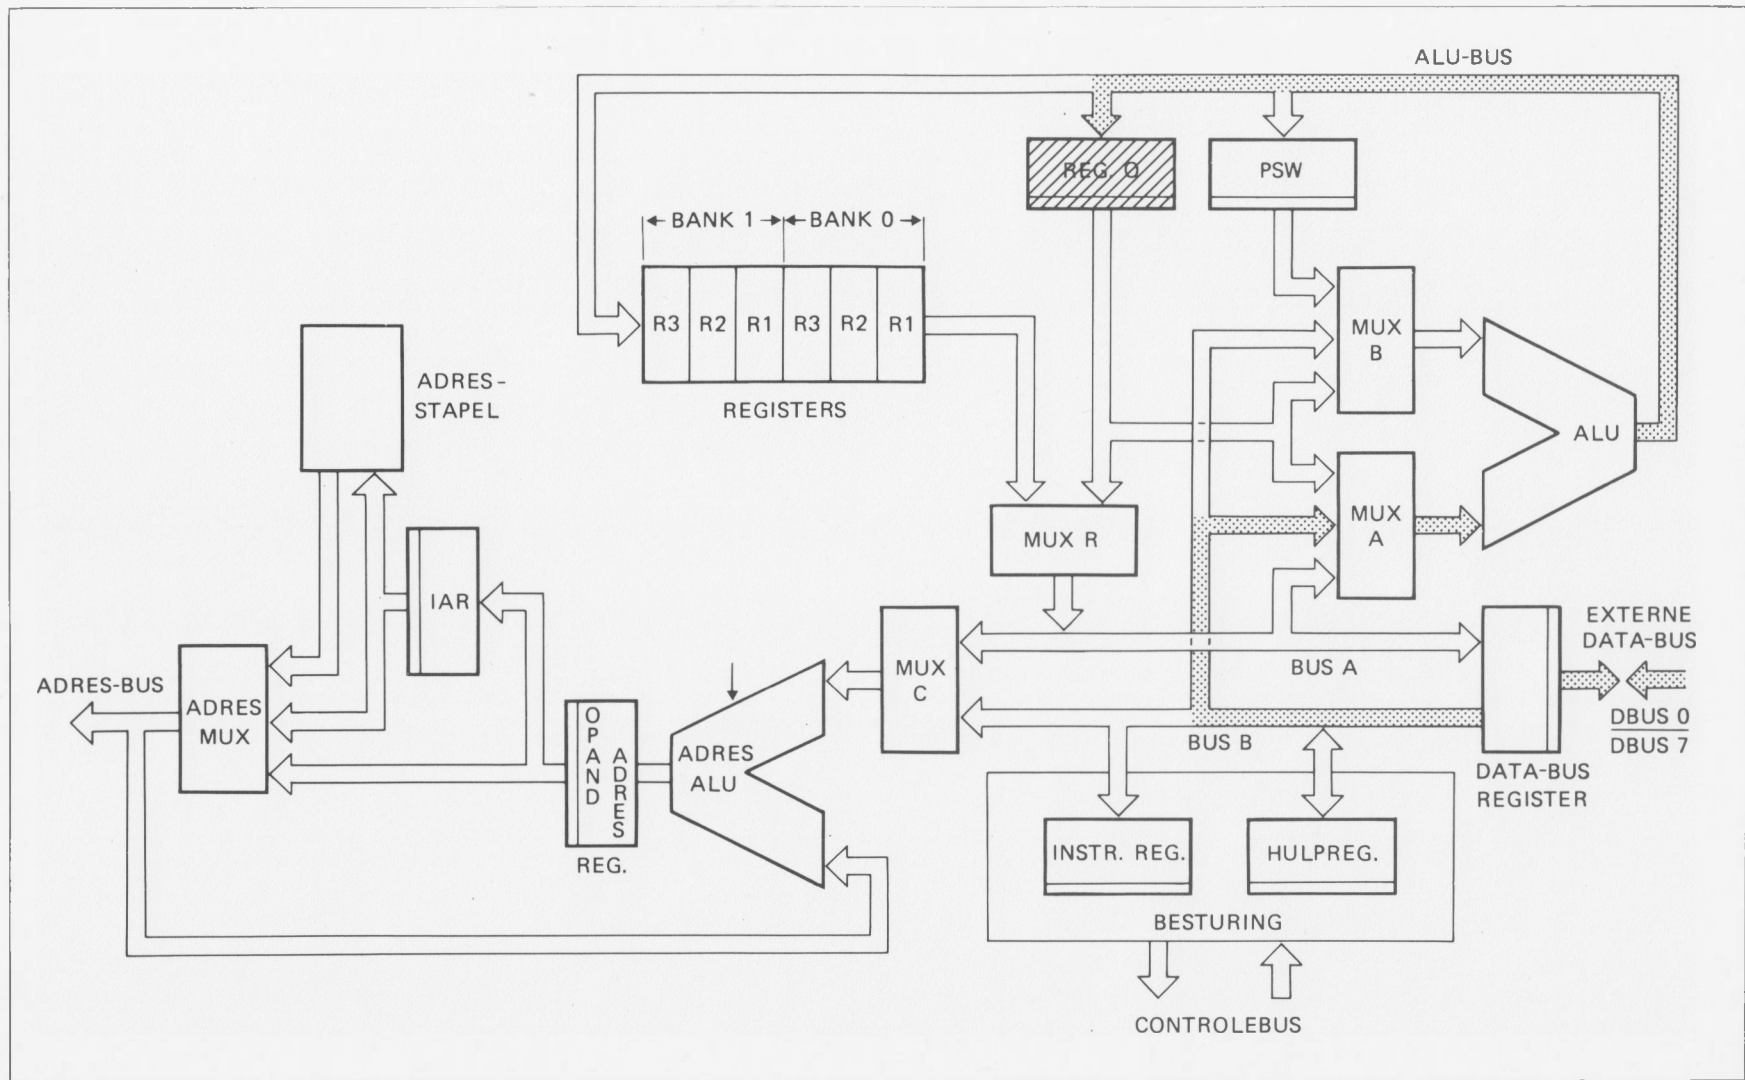 ALU-BUS
REG. 0
PSW
BANK 1
BANK 0
R3
R2
R1
R3
R2
R1
REGISTERS
ADRES-
STAPEL
MUX
B
ALU
MUX
A
MUX R
IAR
EXTERNE
DATA-BUS
DBUS 0
DBUS 7
BUS A
BUS B
MUX
C
DATA-BUS
REGISTER
ADRES-BUS
ADRES
MUX
OPAND
ADRES
REG.
ADRES
ALU
INSTR. REG.
HULPREG.
BESTURING
CONTROLEBUS